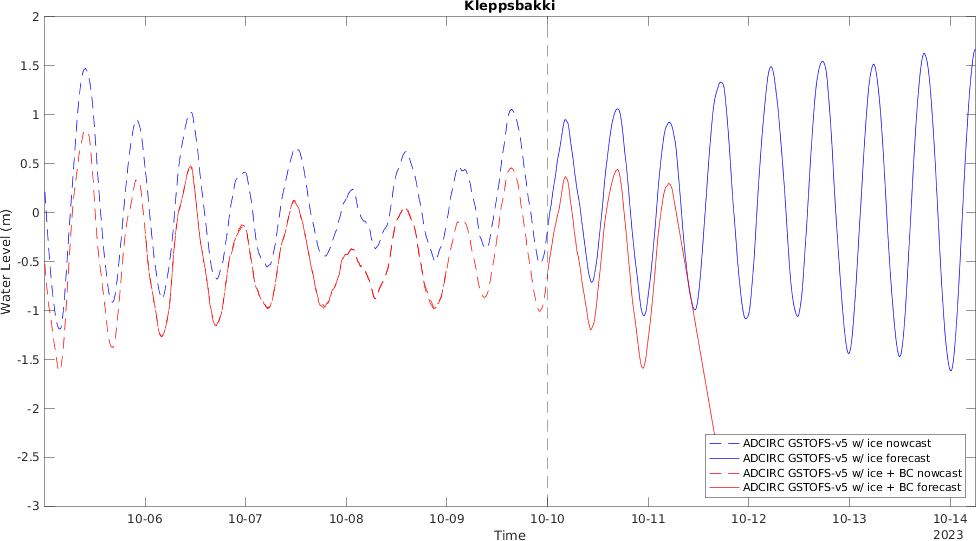 Kleppsbakki
Water Level (m)
2
1.5
1
0.5
0
-0.5
-1
-1.5
-2
-2.5
-3
ADCIRC GSTOFS-v5 w/ ice nowcast
ADCIRC GSTOFS-v5 w/ ice forecast
ADCIRC GSTOFS-v5 w/ ice + BC nowcast
ADCIRC GSTOFS-v5 w/ ice + BC forecast
10-06 10-07 10-08 10-09 10-10 10-11 10-12 10-13 10-14
2023
Time